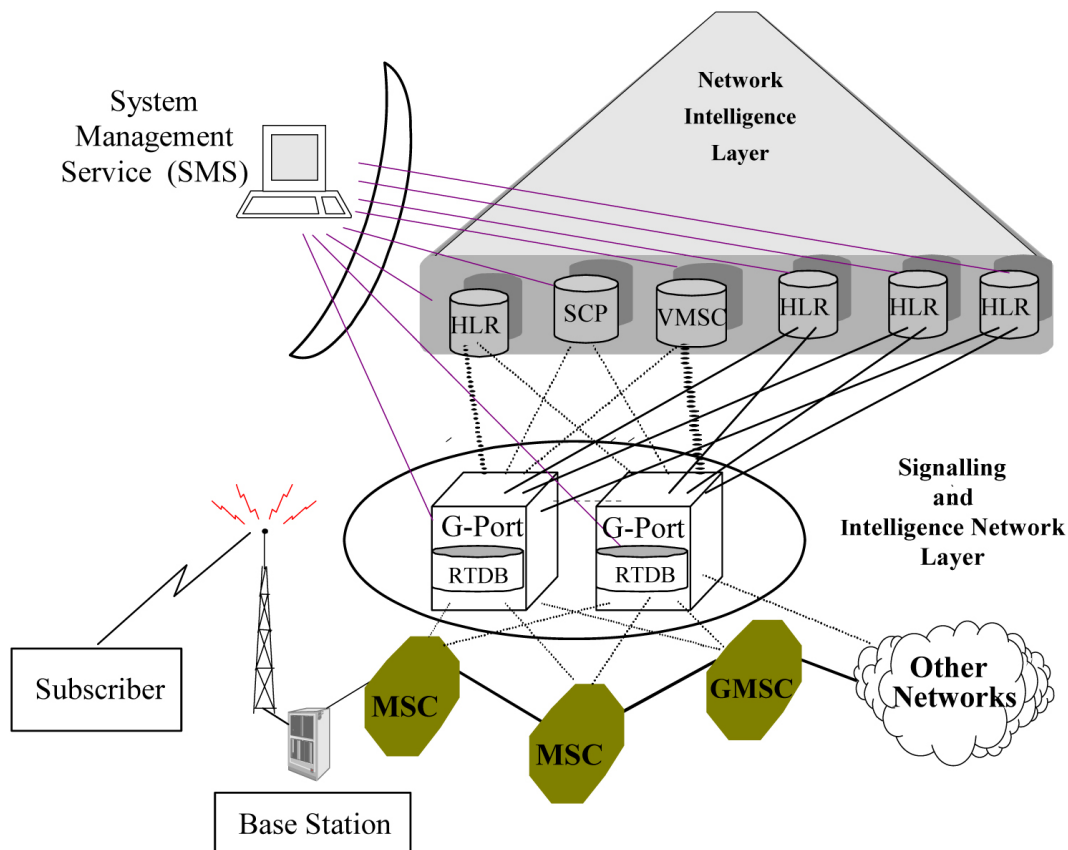 System
Management
Service (SMS)
Network
Intelligence
Layer
HLR
SCP
VMSC
HLR
HLR
HLR
Signalling
and
Intelligence Network
Layer
G-Port
RTDB
G-Port
RTDB
Subscriber
MSC
MSC
GMSC
Other
Networks
Base Station